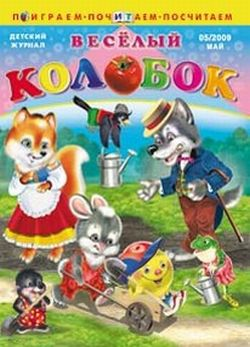 ПОИГРАЕМ-ПОЧИТАЕМ-ПОСЧИТАЕМ
ДЕТСКИЙ
ЖУРНАЛ
ВЕСЁЛЫЙ
05/2009
МАЙ
КОЛОБОК